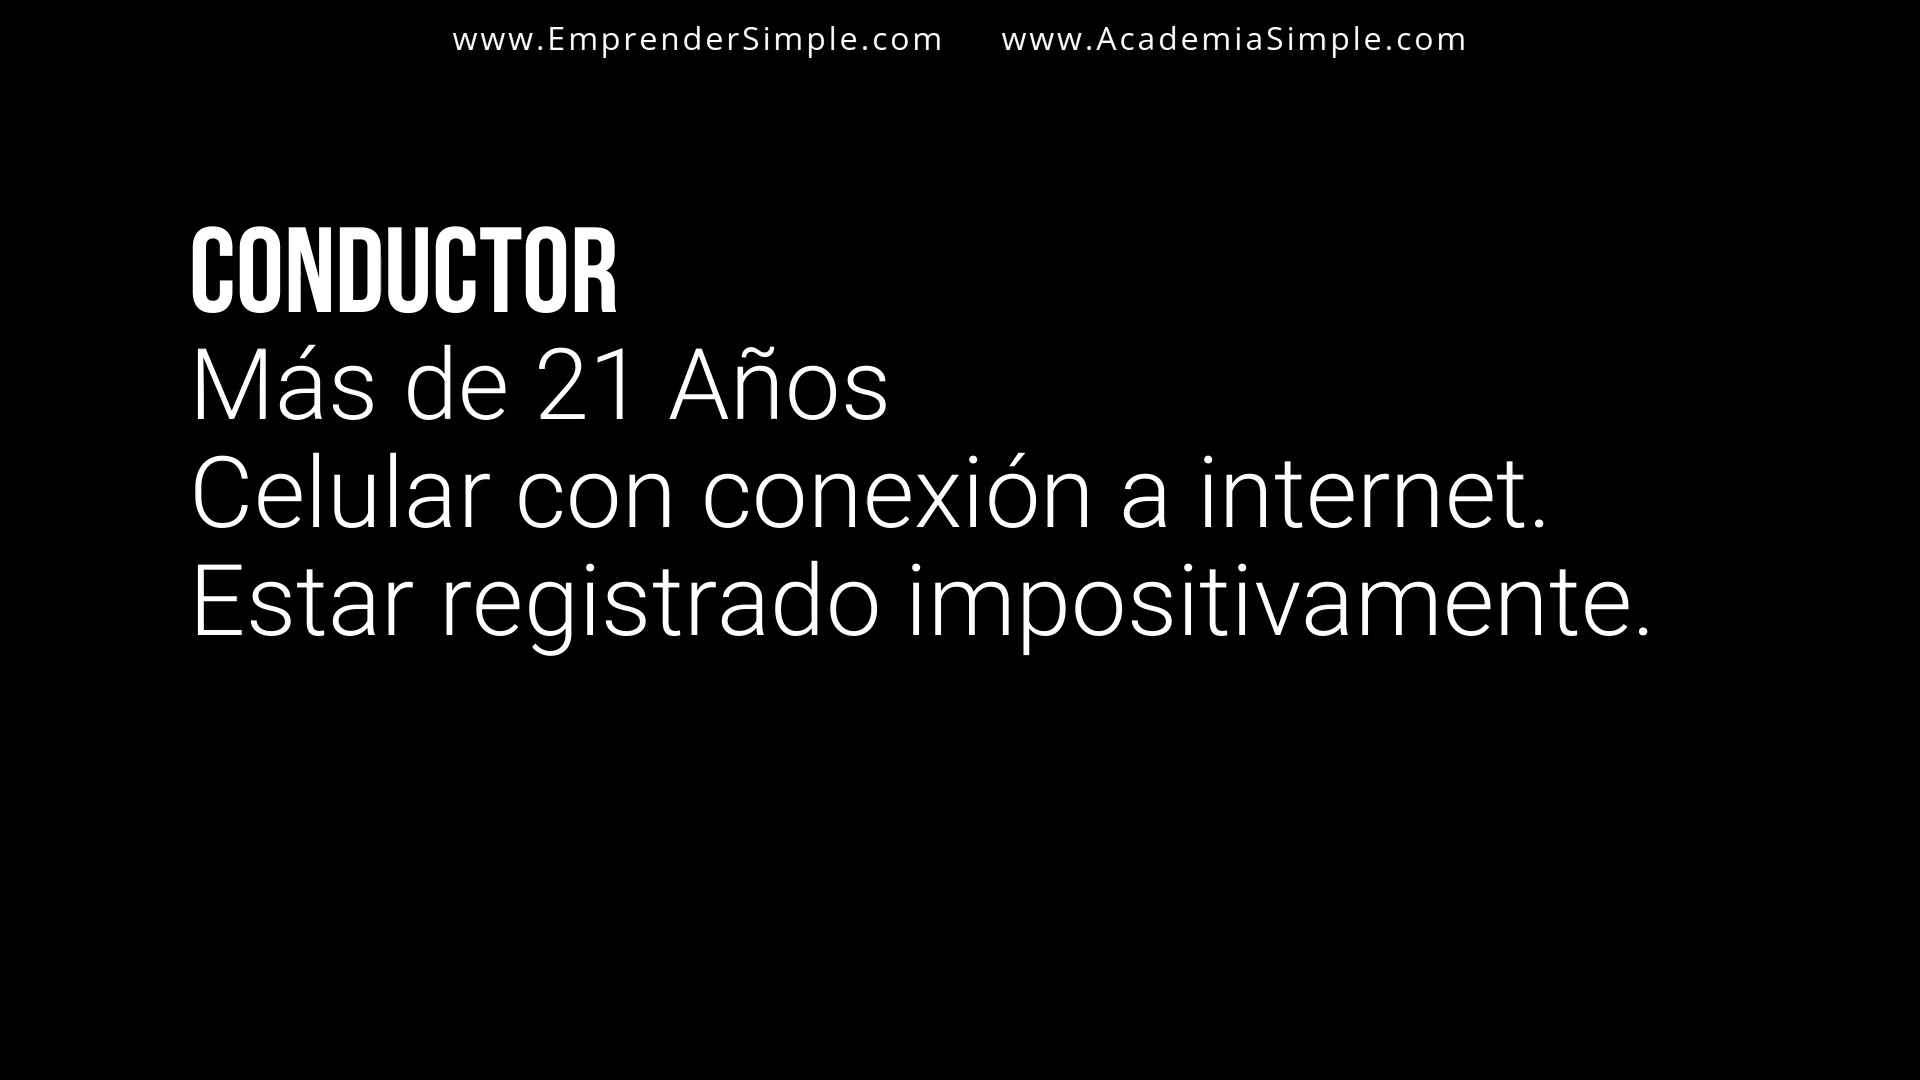 www.EmprenderSimple.com www.AcademiaSimple.com
CONDUCTOR
Más de 21 Años
Celular con conexión a internet.
Estar registrado impositivamente.